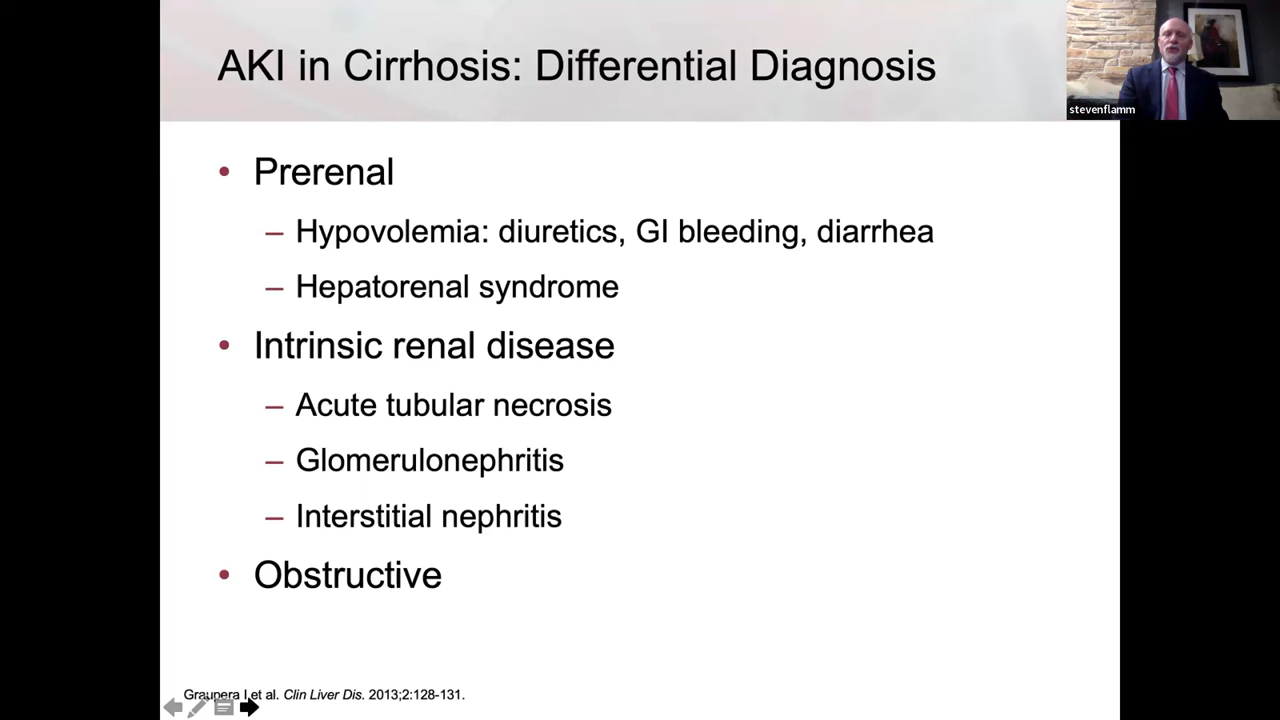 AKI in Cirrhosis: Differential Diagnosis
stevenflamm
• Prerenal
– Hypovolemia: diuretics, GI bleeding, diarrhea
– Hepatorenal syndrome
• Intrinsic renal disease
– Acute tubular necrosis
– Glomerulonephritis
– Interstitial nephritis
• Obstructive
Graupera I et al. Clin Liver Dis. 2013;2:128-131.